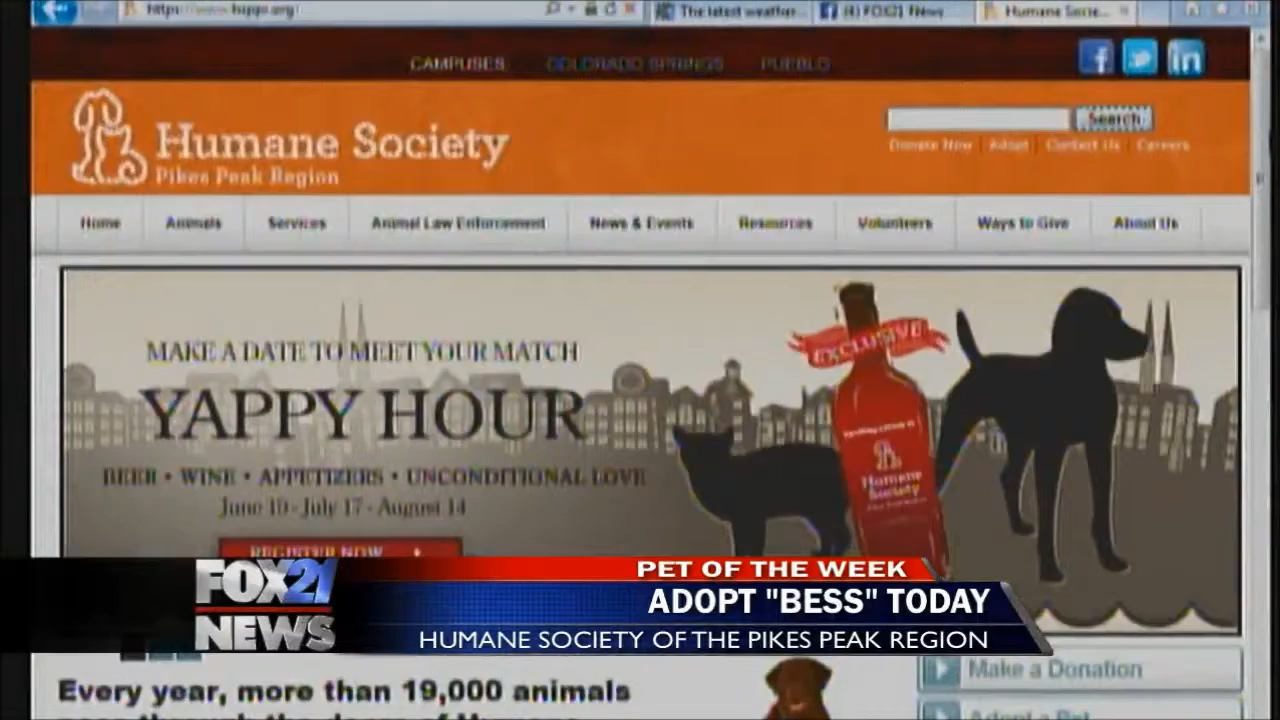 The latest weather...
(4) FOX21 News
Humane Socie...
CAMPUSES
COLORADO SPRINGS
PUEBLO
Humane Society
Pikes Peak Region
Search
Donate Now
Adopt
Contact Us
Careers
Home
Animals
Services
Animal Law Enforcement
News & Events
Resources
Volunteers
Ways to Give
About Us
MAKE A DATE TO MEET YOUR MATCH
YAPPY HOUR
BEER • WINE • APPETIZERS • UNCONDITIONAL LOVE
June 19 - July 17 - August 14
REGISTER NOW
EXCLUSIVE
Humane
Society
FOX21
NEWS
PET OF THE WEEK
ADOPT "BESS" TODAY
HUMANE SOCIETY OF THE PIKES PEAK REGION
Every year, more than 19,000 animals
Make a Donation
Adopt a Pet